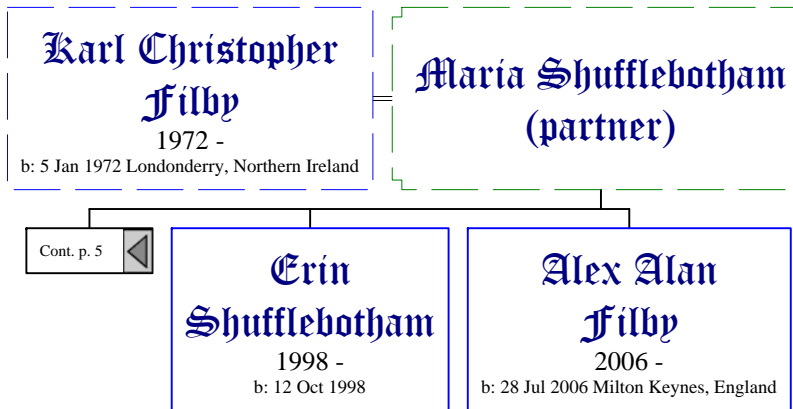 Karl Christopher
Filby
1972 -
b: 5 Jan 1972 Londonderry, Northern Ireland
Maria Shufflebotham
(partner)
Cont. p. 5
Erin
Shufflebotham
1998 -
b: 12 Oct 1998
Alex Alan
Filby
2006 -
b: 28 Jul 2006 Milton Keynes, England